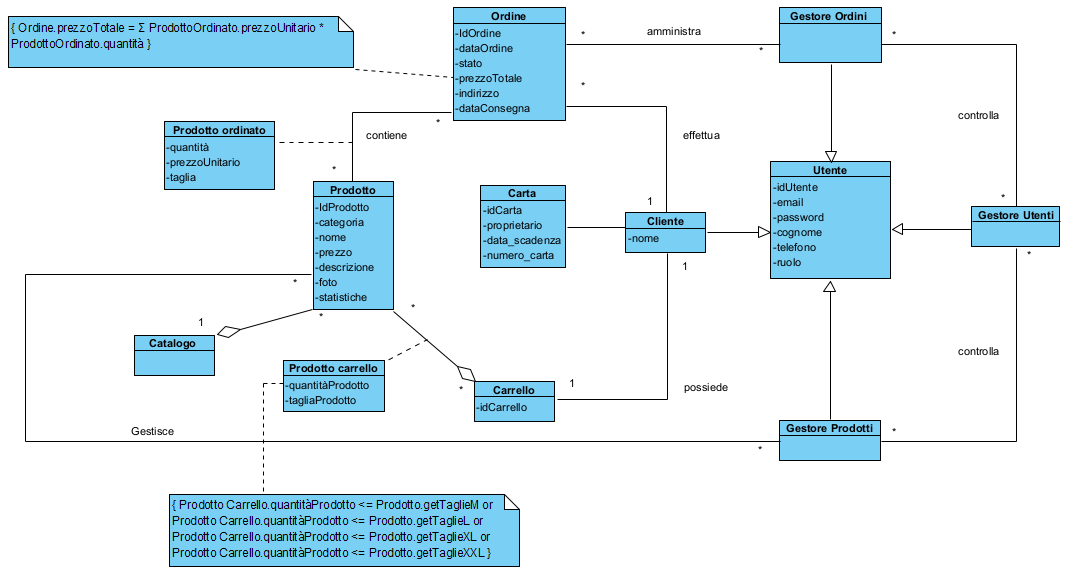 { Ordine.prezzoTotale = Σ ProdottoOrdinato.prezzoUnitario *
ProdottoOrdinato.quantità }
Ordine
-IdOrdine
-dataOrdine
-stato
-prezzoTotale
-indirizzo
-dataConsegna
*
amministra
*
Gestore Ordini
*
*
*
contiene
effettua
controlla
Prodotto ordinato
-quantità
-prezzoUnitario
-taglia
*
Prodotto
-IdProdotto
-categoria
-nome
-prezzo
-descrizione
-foto
-statistiche
Carta
-idCarta
-proprietario
-data_scadenza
-numero_carta
1
Cliente
-nome
1
Utente
-idUtente
-email
-password
-cognome
-telefono
-ruolo
*
Gestore Utenti
*
*
*
*
1
Catalogo
Prodotto carrello
-quantitàProdotto
-tagliaProdotto
*
Carrello
-idCarrello
1
possiede
controlla
Gestisce
*
Gestore Prodotti
*
{ Prodotto Carrello.quantitàProdotto <= Prodotto.getTaglieM or
Prodotto Carrello.quantitàProdotto <= Prodotto.getTaglieL or
Prodotto Carrello.quantitàProdotto <= Prodotto.getTaglieXL or
Prodotto Carrello.quantitàProdotto <= Prodotto.getTaglieXXL }